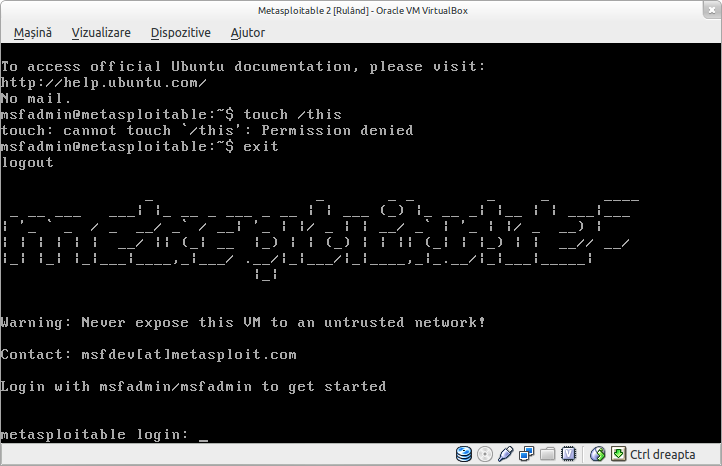 Metasploitable 2 [Rulând] - Oracle VM VirtualBox
Mașină Vizualizare Dispozitive Ajutor
To access official Ubuntu documentation, please visit:
http://help.ubuntu.com/
No mail.
msfadmin@metasploitable:~$ touch /this
touch: cannot touch `/this': Permission denied
msfadmin@metasploitable:~$ exit
logout
metasploitable2
Warning: Never expose this VM to an untrusted network!
Contact: msfdev[at]metasploit.com
Login with msfadmin/msfadmin to get started
metasploitable login: _
Ctrl dreapta